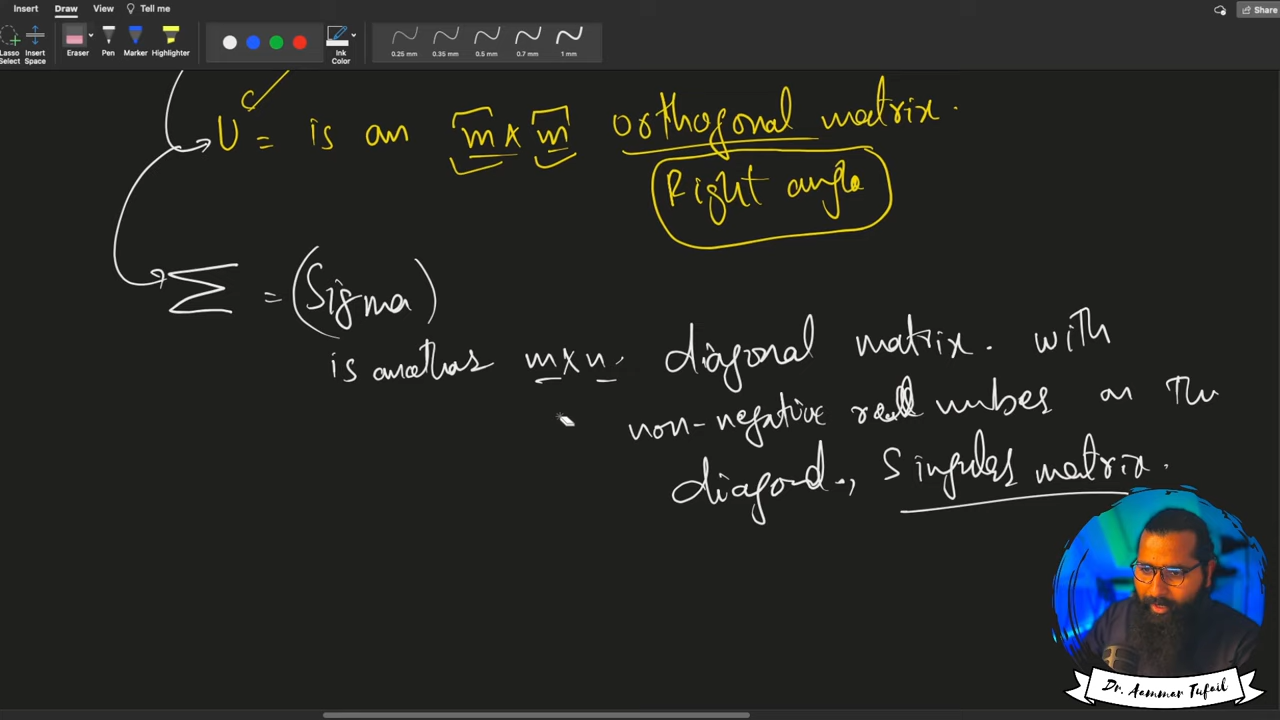 Insert Draw View Tell me
Share
Lasso Select Insert Space Eraser Pen Marker Highlighter Ink Color 0.25 mm 0.35 mm 0.5 mm 0.7 mm 1 mm
U = is an m x m orthogonal matrix.
Right angle
Σ = (Sigma)
is another m x n. diagonal matrix. with
non-negative real numbes on The
diagonal., Singular matrix.
Dr. Aammar Tufail